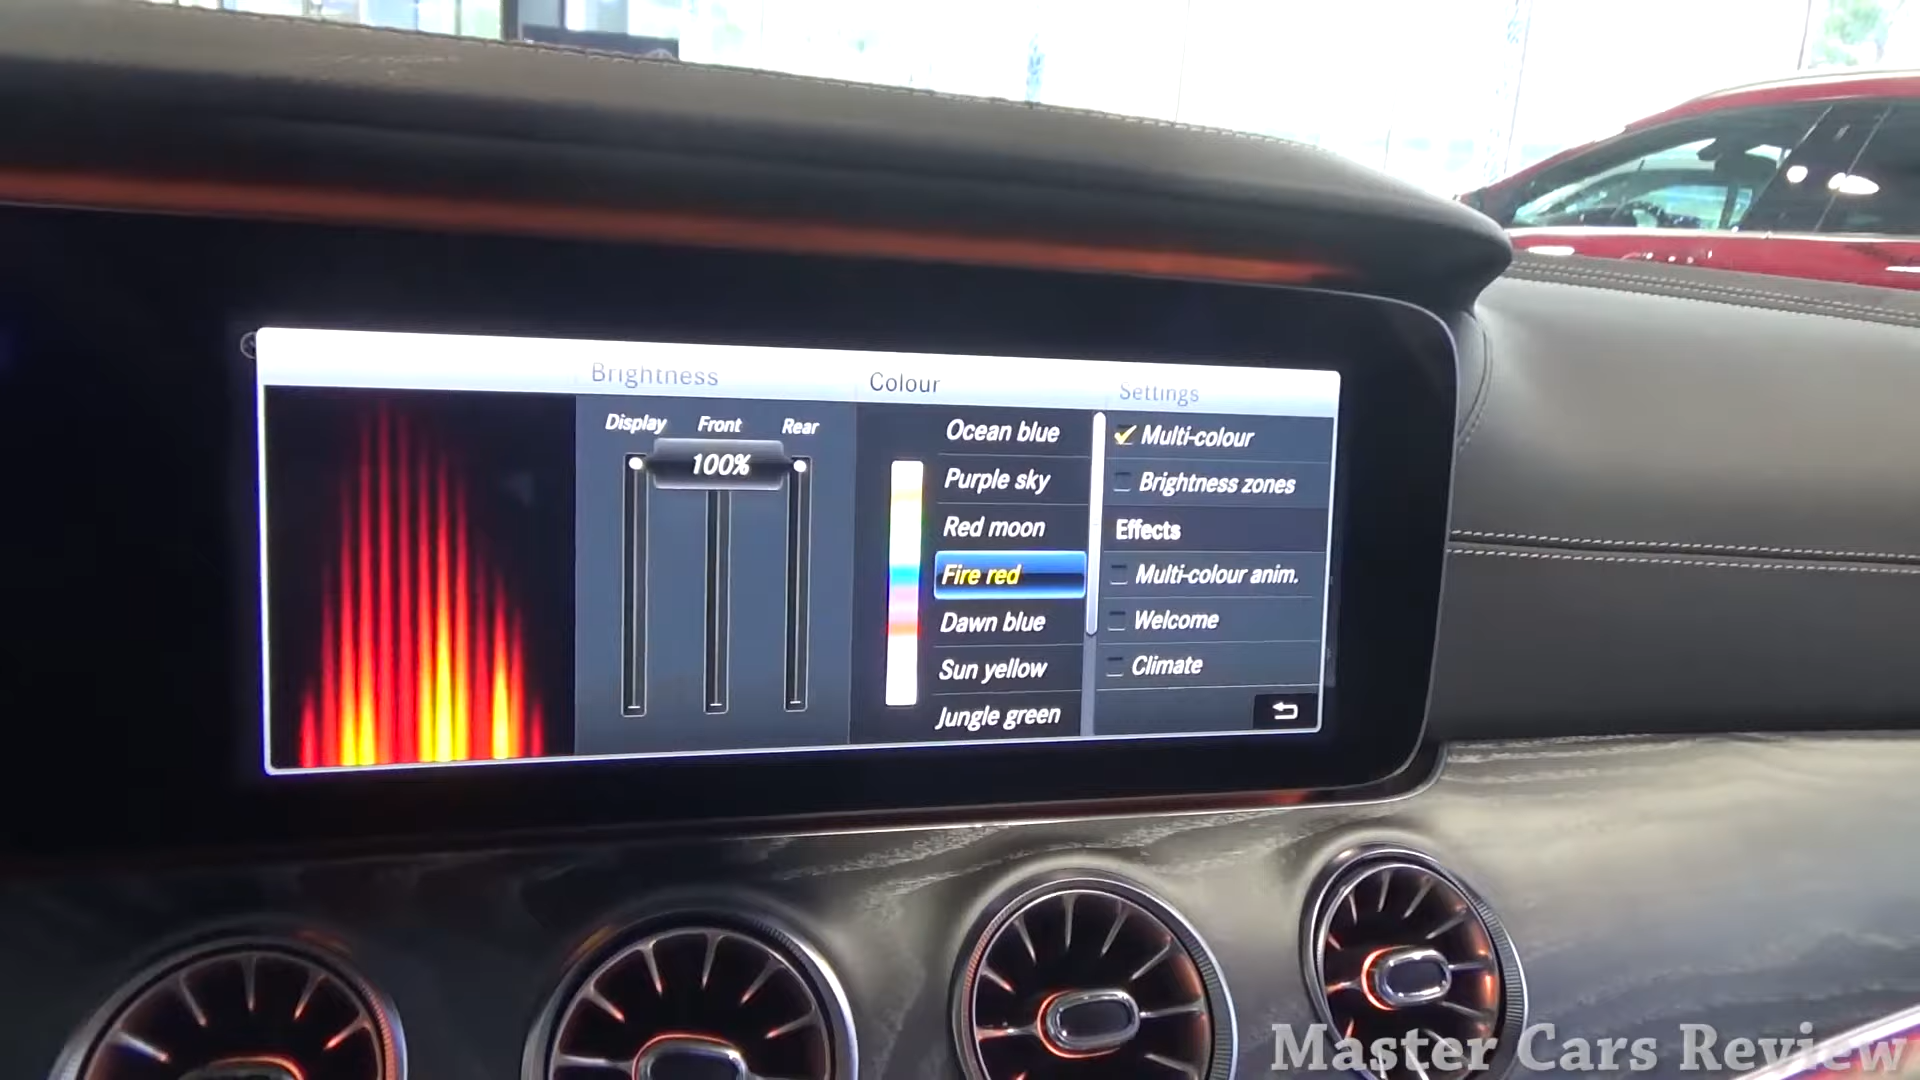 Brightness
Colour
Settings
Display
Front
Rear
100%
Ocean blue
Purple sky
Red moon
Fire red
Dawn blue
Sun yellow
Jungle green
Multi-colour
Brightness zones
Effects
Multi-colour anim.
Welcome
Climate
Master Cars Review